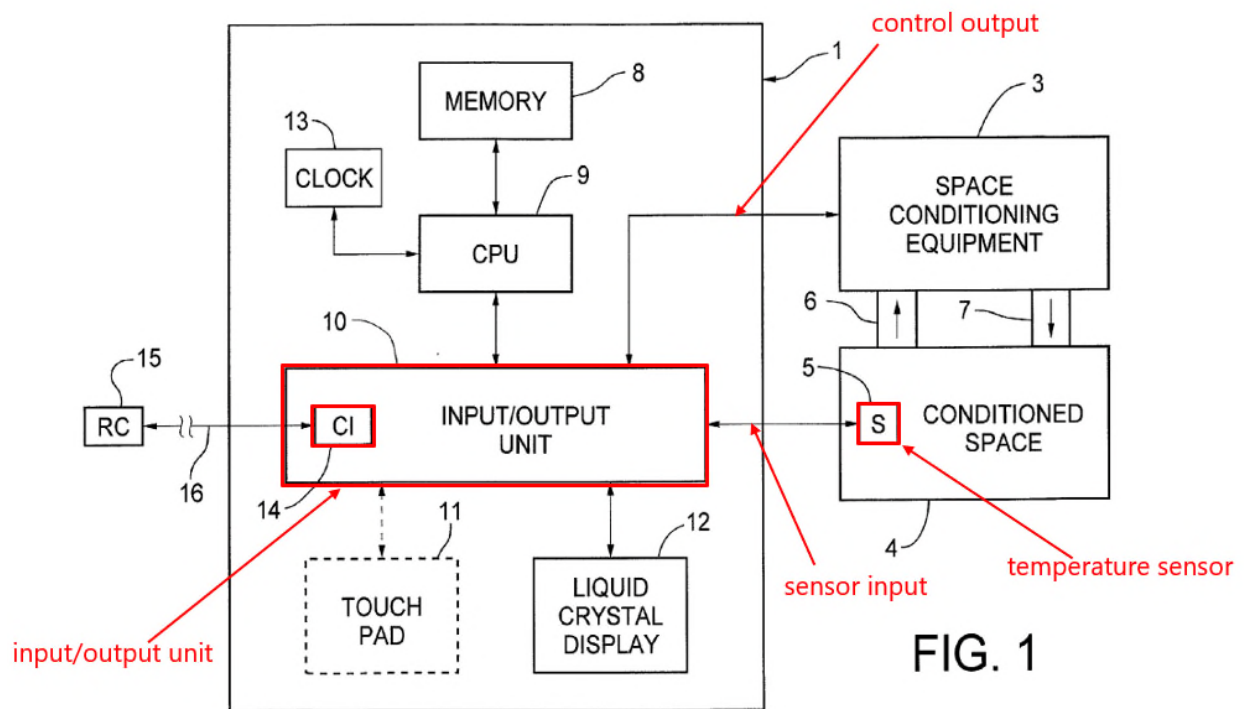 control output
1
8
MEMORY
3
13
CLOCK
9
SPACE
CONDITIONING
EQUIPMENT
CPU
6
7
10
15
5
RC
CI
INPUT/OUTPUT
UNIT
S
CONDITIONED
SPACE
16
14
11
12
4
sensor input
temperature sensor
TOUCH
PAD
LIQUID
CRYSTAL
DISPLAY
input/output unit
FIG. 1